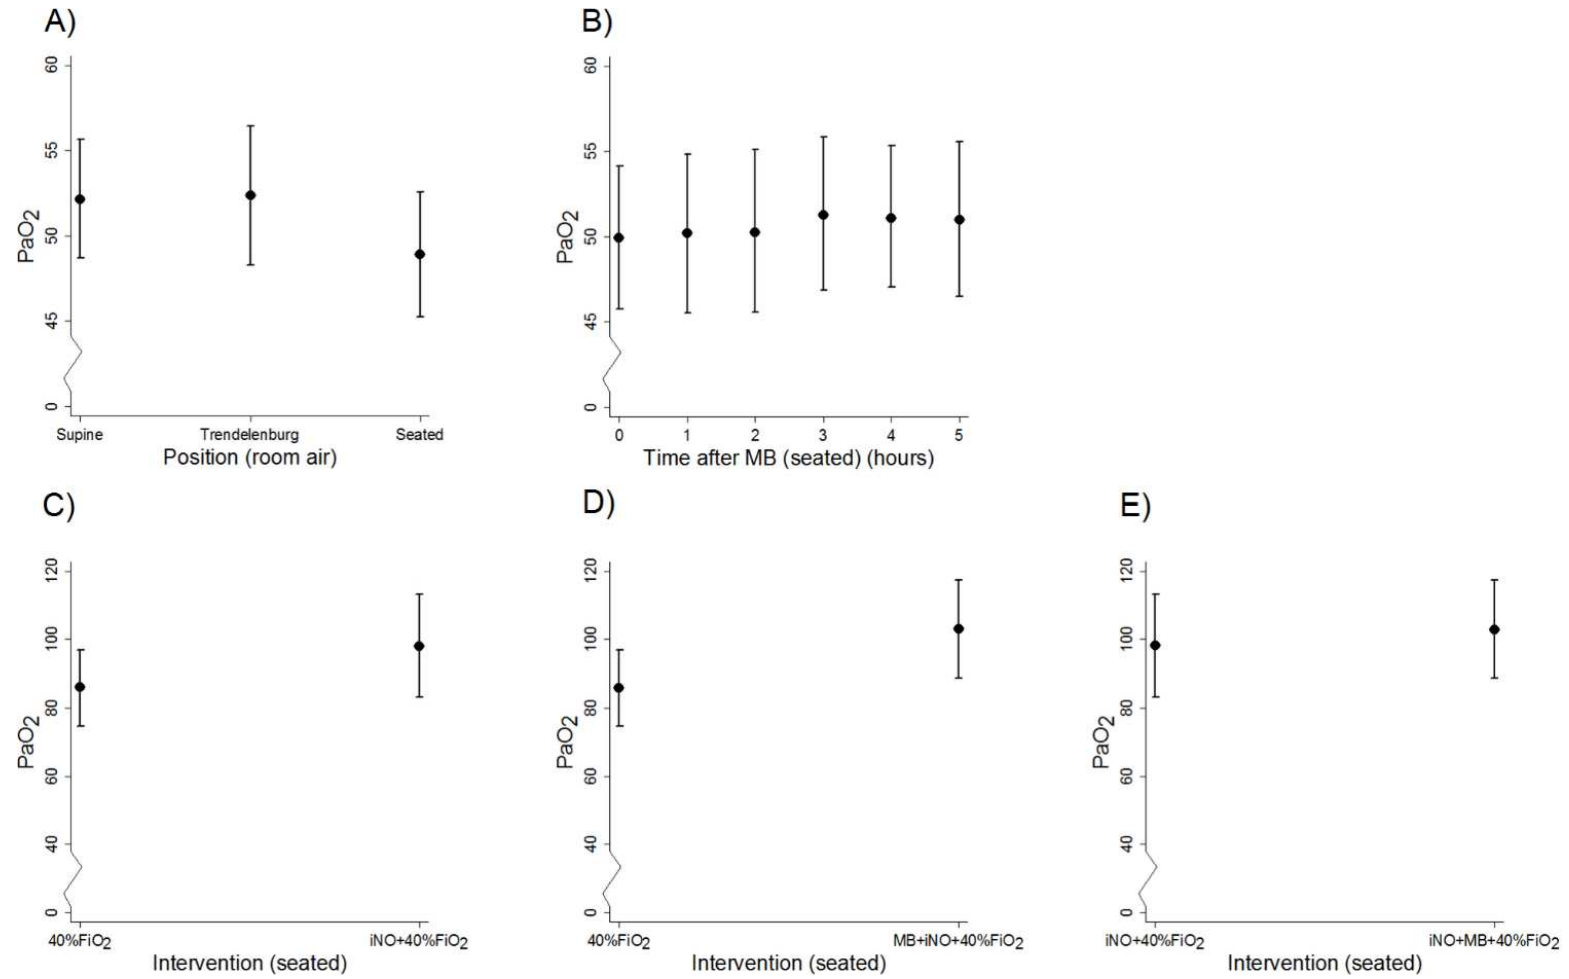 A)
60
55
50
45
0
PaO2
Supine Trendelenburg Seated
Position (room air)
B)
60
55
50
45
0
PaO2
0 1 2 3 4 5
Time after MB (seated) (hours)
C)
120
100
80
60
40
0
PaO2
40%FiO2 iNO+40%FiO2
Intervention (seated)
D)
120
100
80
60
40
0
PaO2
40%FiO2 MB+iNO+40%FiO2
Intervention (seated)
E)
120
100
80
60
40
0
PaO2
iNO+40%FiO2 iNO+MB+40%FiO2
Intervention (seated)